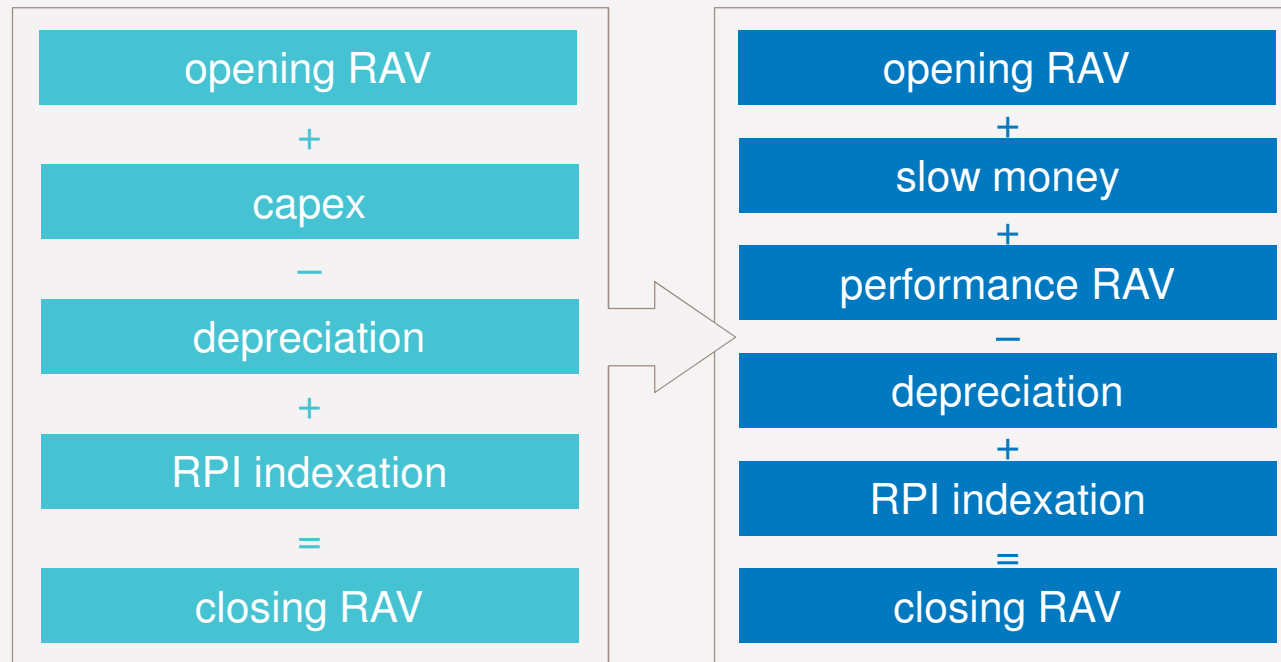 opening RAV
+
capex
–
depreciation
+
RPI indexation
=
closing RAV
opening RAV
+
slow money
+
performance RAV
–
depreciation
+
RPI indexation
=
closing RAV